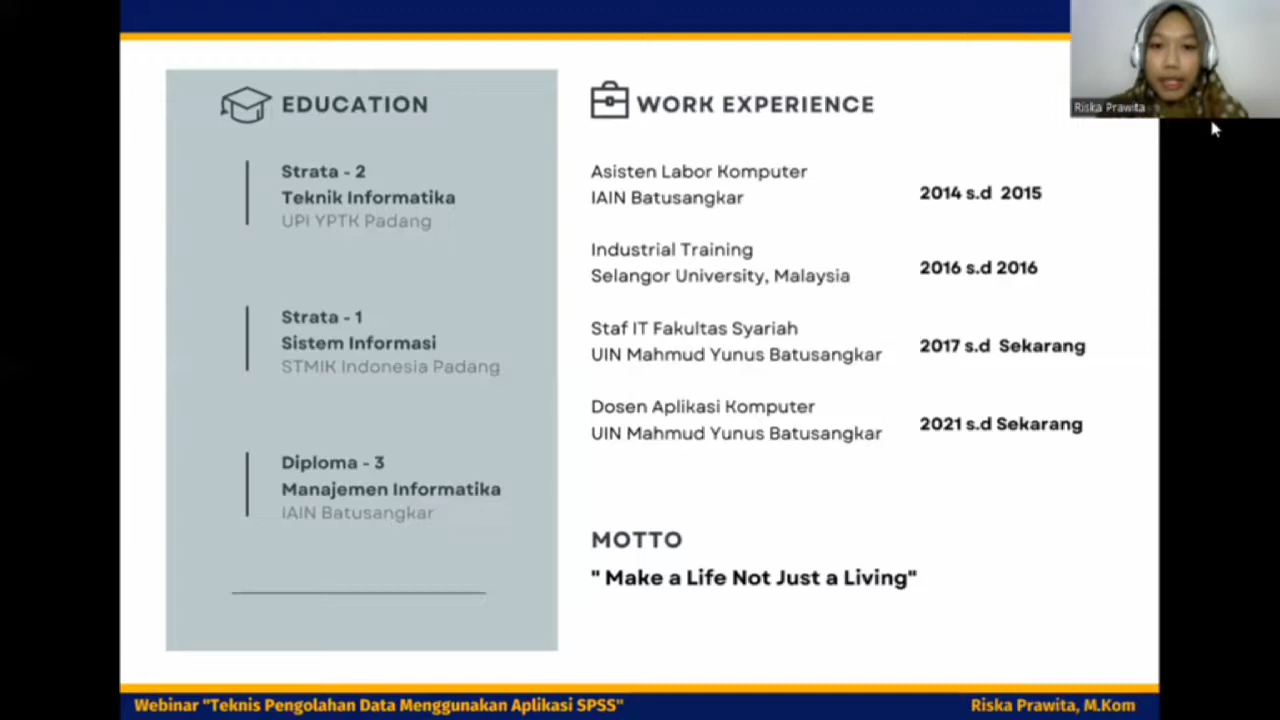 EDUCATION
Strata - 2
Teknik Informatika
UPI YPTK Padang
Strata - 1
Sistem Informasi
STMIK Indonesia Padang
Diploma - 3
Manajemen Informatika
IAIN Batusangkar
WORK EXPERIENCE
Asisten Labor Komputer
IAIN Batusangkar
2014 s.d 2015
Industrial Training
Selangor University, Malaysia
2016 s.d 2016
Staf IT Fakultas Syariah
UIN Mahmud Yunus Batusangkar
2017 s.d Sekarang
Dosen Aplikasi Komputer
UIN Mahmud Yunus Batusangkar
2021 s.d Sekarang
MOTTO
" Make a Life Not Just a Living"
Riska Prawita
Webinar "Teknis Pengolahan Data Menggunakan Aplikasi SPSS"
Riska Prawita, M.Kom